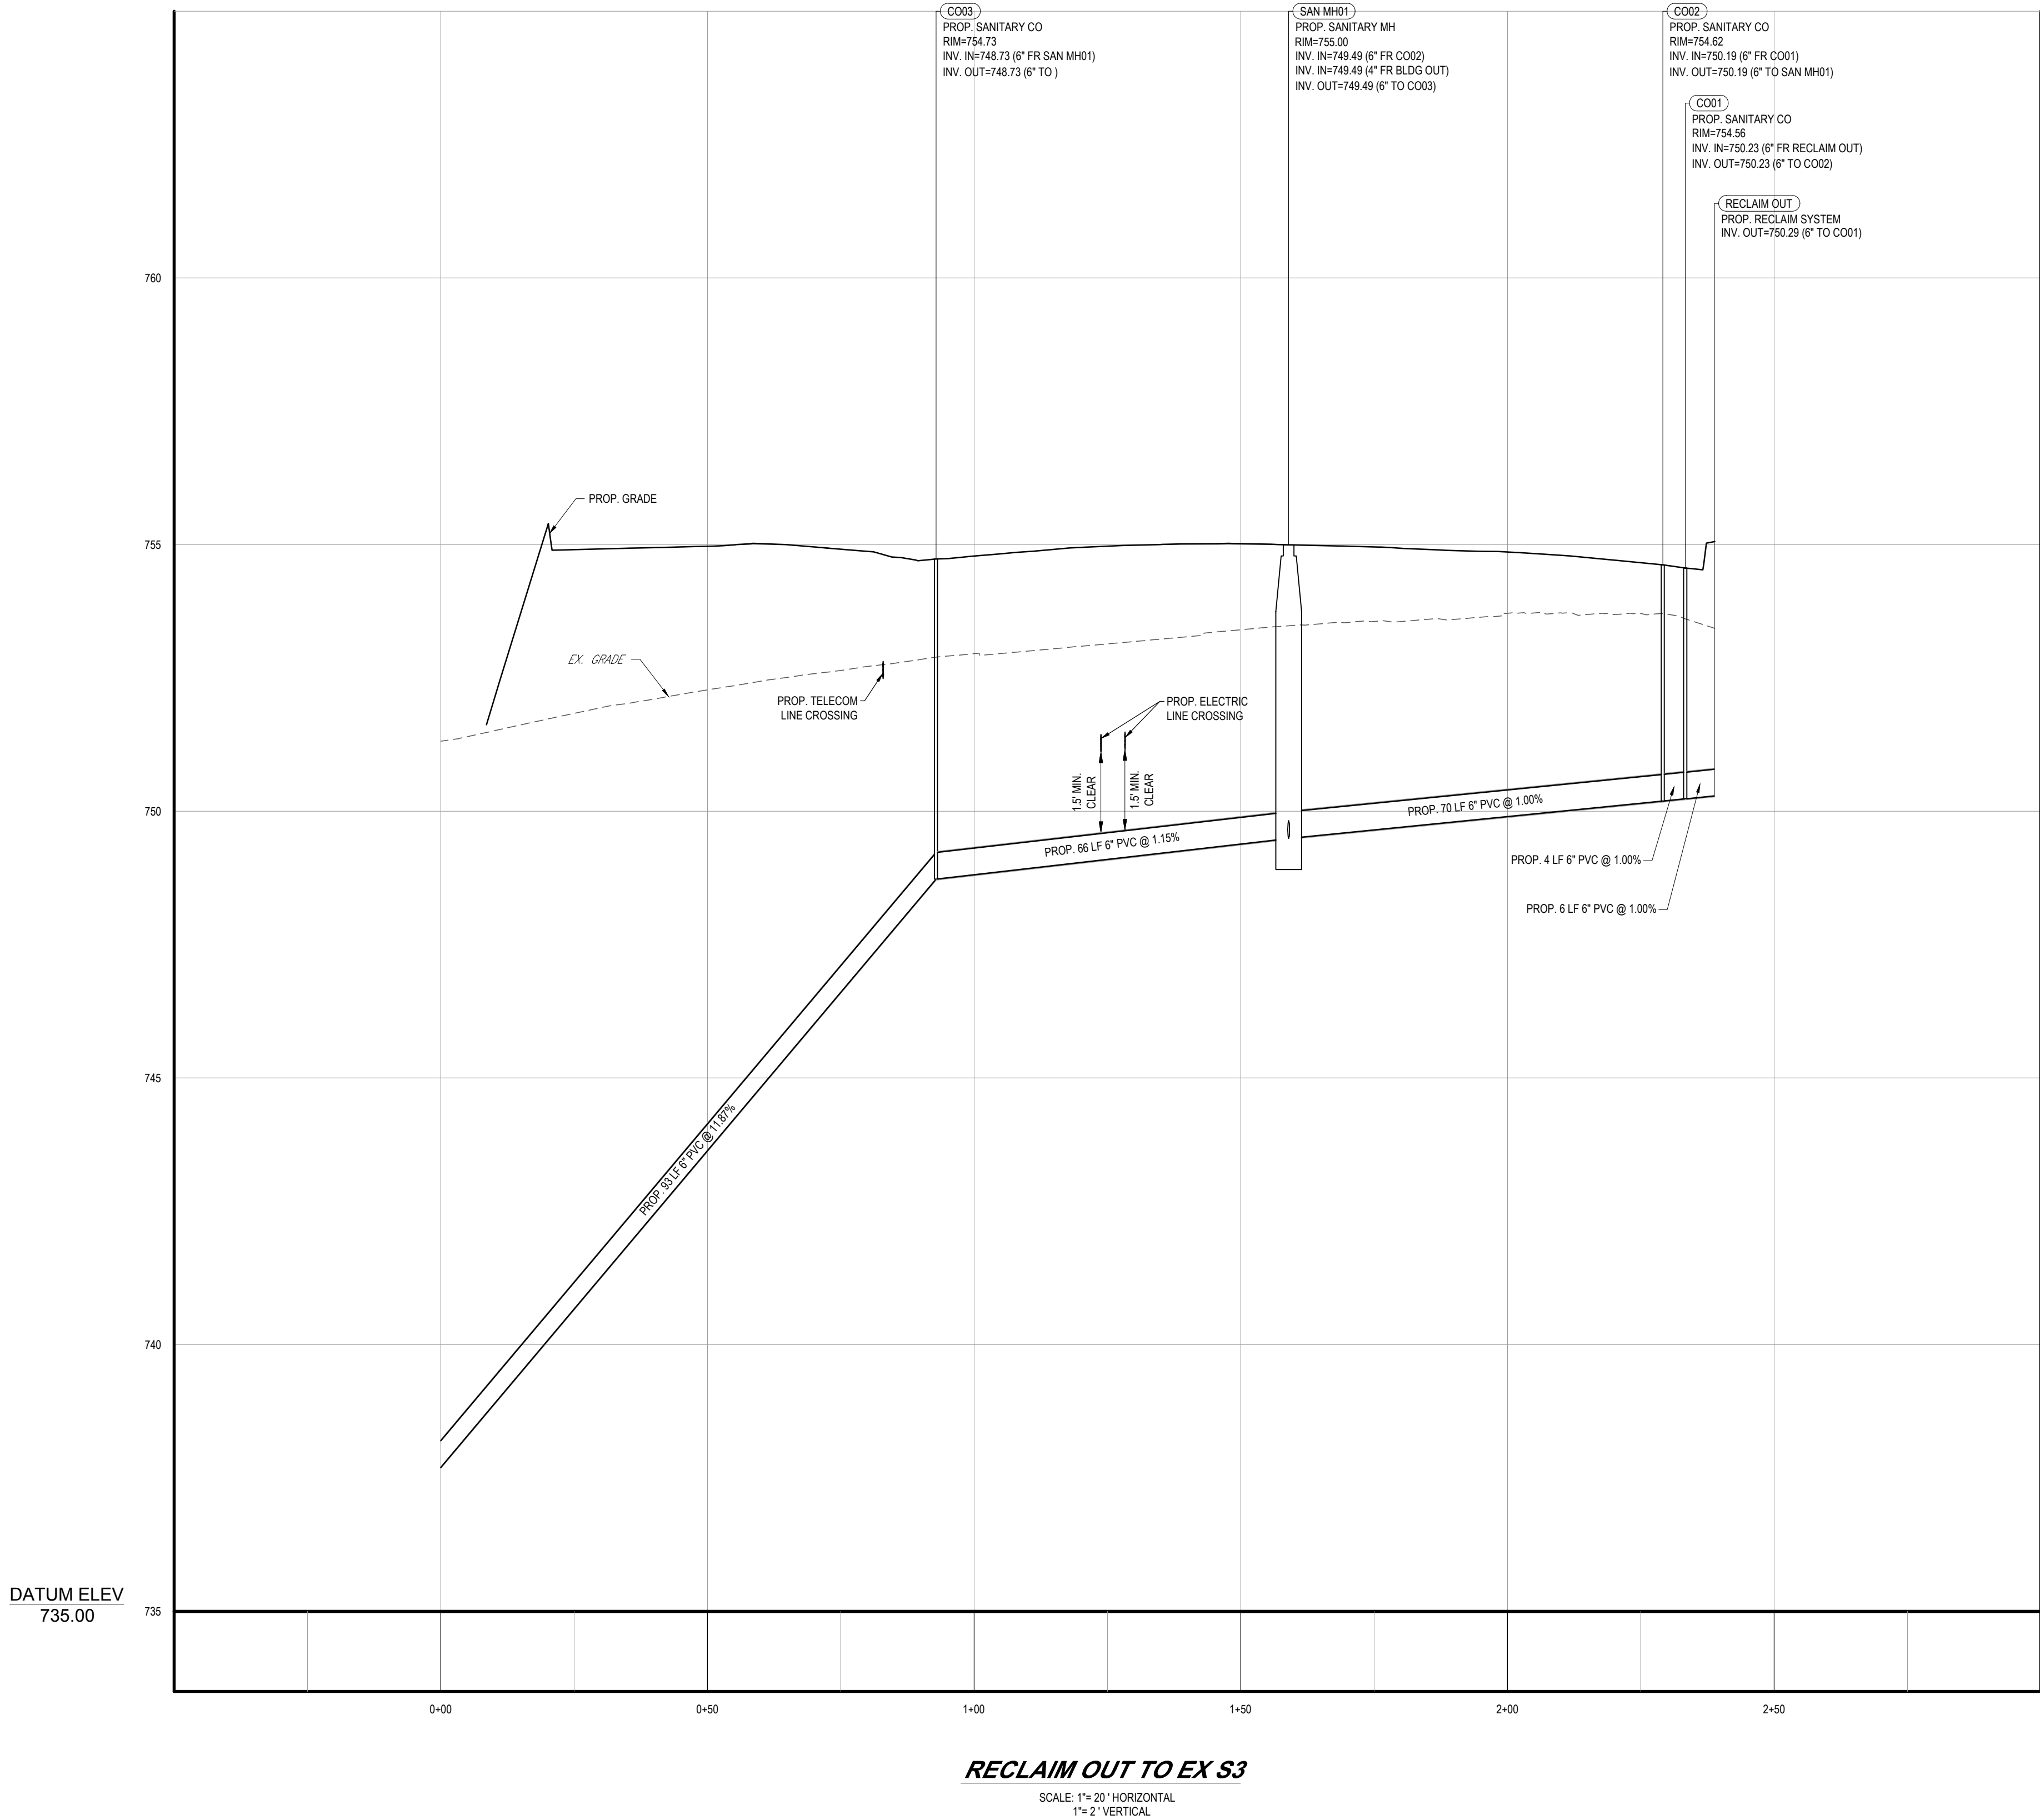 CO03
PROP. SANITARY CO
RIM=754.73
INV. IN=748.73 (6" FR SAN MH01)
INV. OUT=748.73 (6" TO )
SAN MH01
PROP. SANITARY MH
RIM=755.00
INV. IN=749.49 (6" FR CO02)
INV. IN=749.49 (4" FR BLDG OUT)
INV. OUT=749.49 (6" TO CO03)
CO02
PROP. SANITARY CO
RIM=754.62
INV. IN=750.19 (6" FR CO01)
INV. OUT=750.19 (6" TO SAN MH01)
CO01
PROP. SANITARY CO
RIM=754.56
INV. IN=750.23 (6" FR RECLAIM OUT)
INV. OUT=750.23 (6" TO CO02)
RECLAIM OUT
PROP. RECLAIM SYSTEM
INV. OUT=750.29 (6" TO CO01)
760
PROP. GRADE
755
EX. GRADE
PROP. TELECOM
LINE CROSSING
PROP. ELECTRIC
LINE CROSSING
1.5' MIN.
CLEAR
1.5' MIN.
CLEAR
750
PROP. 70 LF 6" PVC @ 1.00%
PROP. 66 LF 6" PVC @ 1.15%
PROP. 4 LF 6" PVC @ 1.00%
PROP. 6 LF 6" PVC @ 1.00%
745
PROP. 93 LF 6" PVC @ 11.87%
740
DATUM ELEV
735.00
735
0+00
0+50
1+00
1+50
2+00
2+50
RECLAIM OUT TO EX S3
SCALE: 1"= 20 ' HORIZONTAL
1"= 2 ' VERTICAL